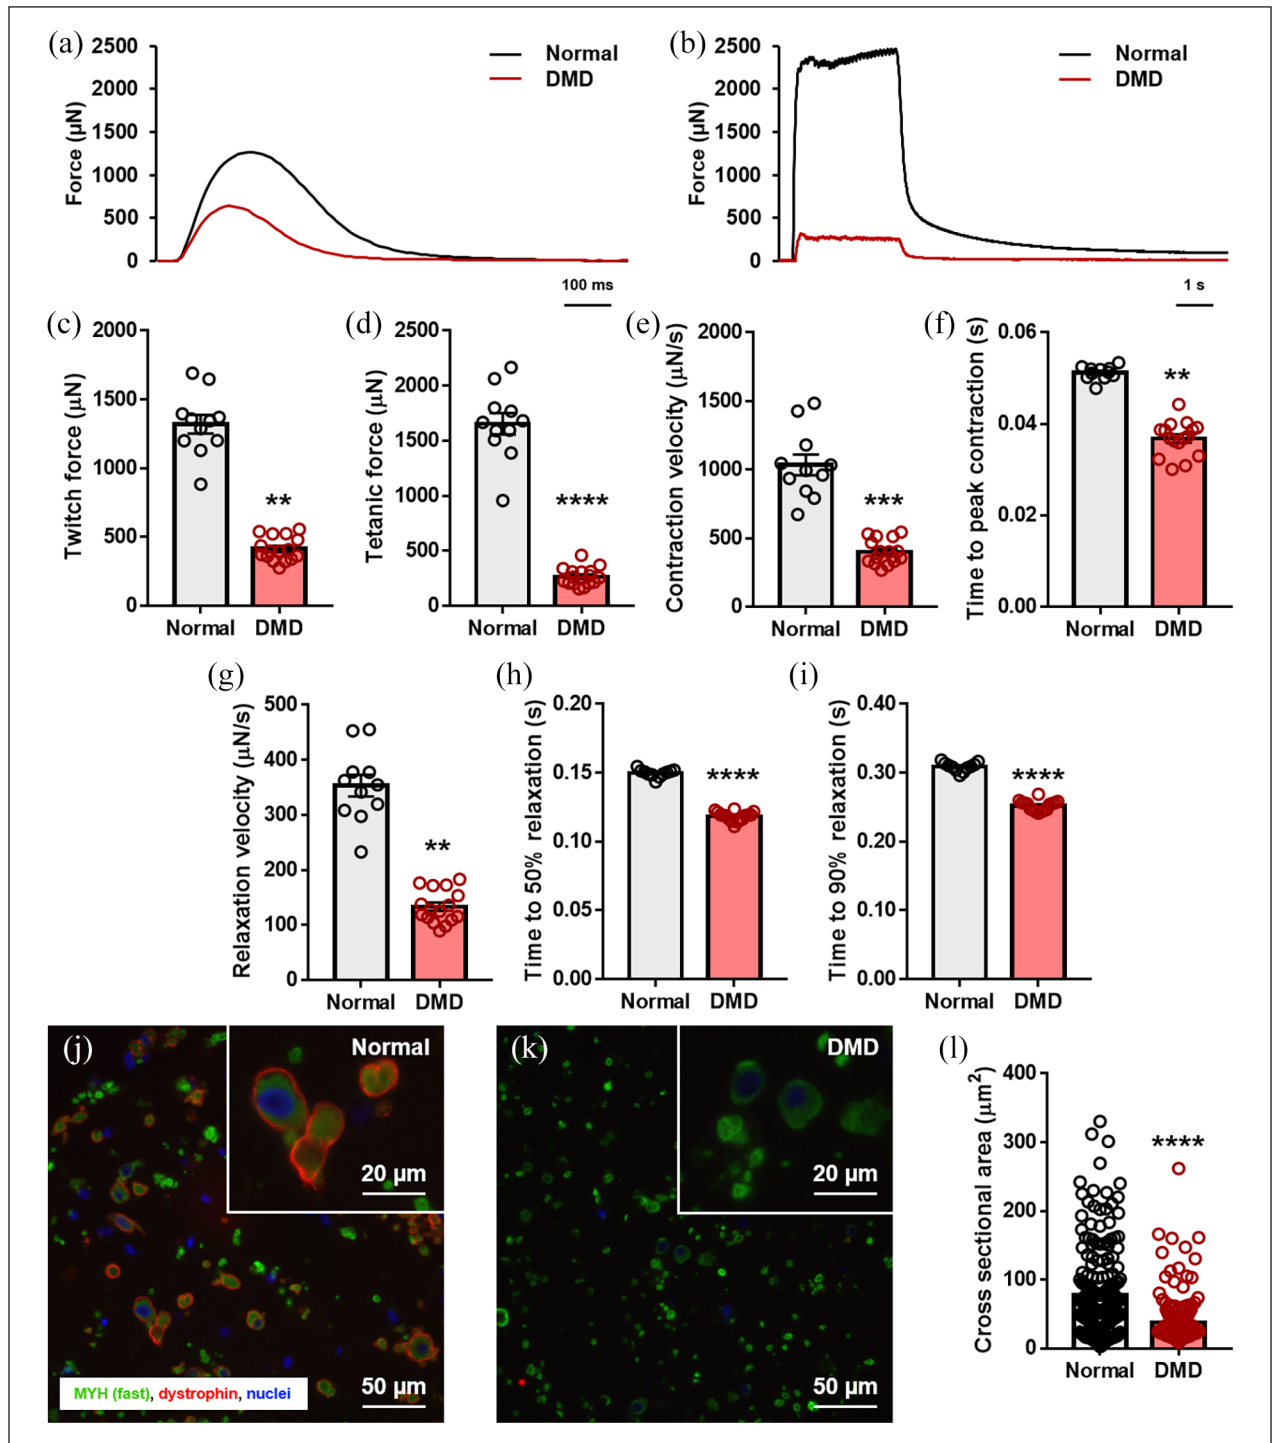 (a)
2500
2000
1500
1000
500
0
Force (µN)
Normal
DMD
100 ms
(b)
2500
2000
1500
1000
500
0
Force (µN)
Normal
DMD
1 s
(c)
2000
1500
1000
500
0
Twitch force (µN)
**
Normal DMD
(d)
2500
2000
1500
1000
500
0
Tetanic force (µN)
****
Normal DMD
(e)
2000
1500
1000
500
0
Contraction velocity (µN/s)
***
Normal DMD
(f)
0.06
0.04
0.02
0.00
Time to peak contraction (s)
**
Normal DMD
(g)
500
400
300
200
100
0
Relaxation velocity (µN/s)
**
Normal DMD
(h)
0.20
0.15
0.10
0.05
0.00
Time to 50% relaxation (s)
****
Normal DMD
(i)
0.40
0.30
0.20
0.10
0.00
Time to 90% relaxation (s)
****
Normal DMD
(j)
Normal
20 µm
MYH (fast), dystrophin, nuclei
50 µm
(k)
DMD
20 µm
50 µm
(l)
400
300
200
100
0
Cross sectional area (µm²)
****
Normal DMD